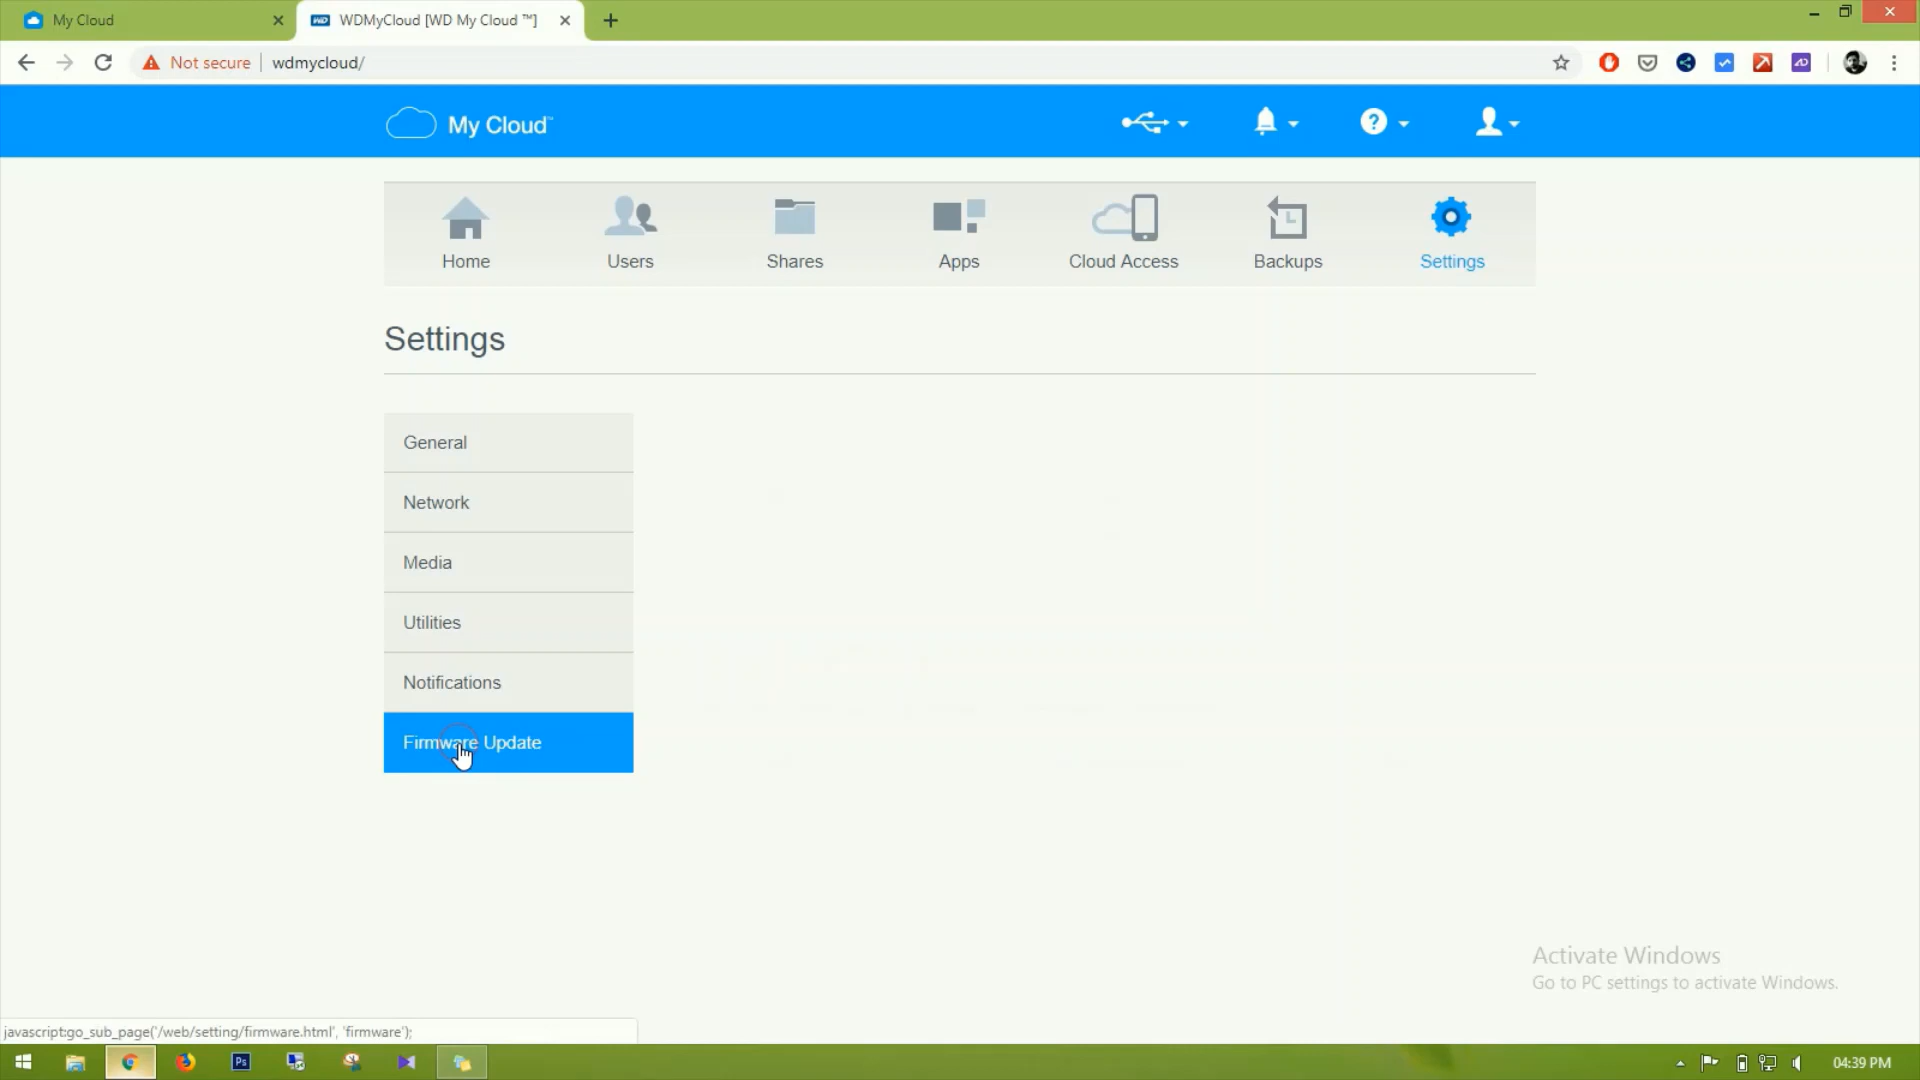 My Cloud
WDMyCloud [WD My Cloud ™]
Not secure
wdmycloud/
My Cloud™
Home
Users
Shares
Apps
Cloud Access
Backups
Settings
Settings
General
Network
Media
Utilities
Notifications
Firmware Update
Activate Windows
Go to PC settings to activate Windows.
javascript:go_sub_page('/web/setting/firmware.html', 'firmware');
Ps
04:39 PM